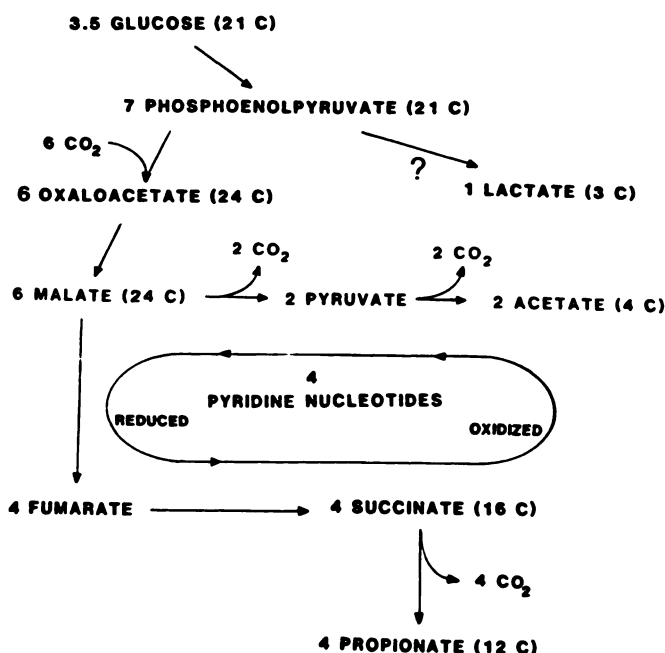 3.5 GLUCOSE (21 C)
7 PHOSPHOENOLPYRUVATE (21 C)
6 CO₂
?
6 OXALOACETATE (24 C)
1 LACTATE (3 C)
2 CO₂
2 CO₂
6 MALATE (24 C)
2 PYRUVATE
2 ACETATE (4 C)
4
PYRIDINE NUCLEOTIDES
REDUCED
OXIDIZED
4 FUMARATE
4 SUCCINATE (16 C)
4 CO₂
4 PROPIONATE (12 C)